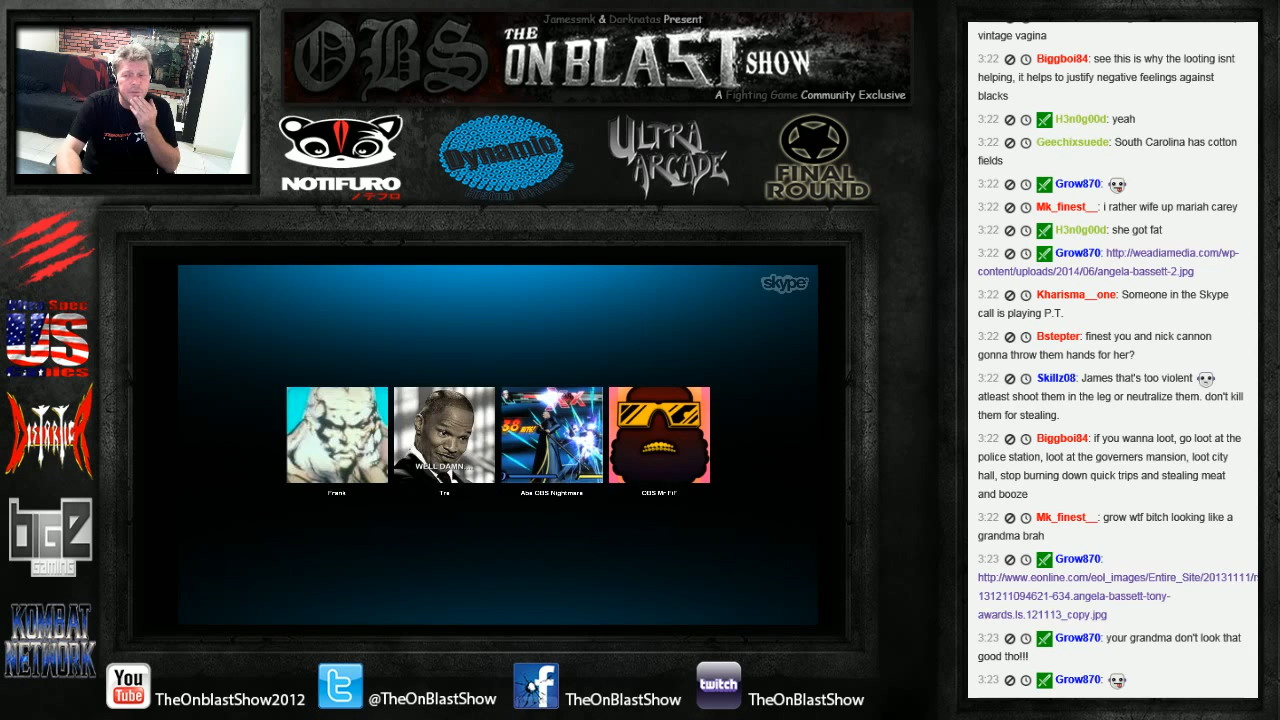 Jamessmk & Darknatas Present
OBS
THE
ON BLAST SHOW
A Fighting Game Community Exclusive
NOTIFURO
Dynamic
ULTRA
ARCADE
FINAL
ROUND
US
BIGE
GAMING
KOMBAT
NETWORK
skype
38
WELL DAMN....
Frank
Tra
Aba OBS Nightmare
OBS Mr FiF
You
Tube
TheOnblastShow2012
@TheOnBlastShow
TheOnBlastShow
twitch
TheOnBlastShow
vintage vagina
3:22 Biggboi84: see this is why the looting isnt
helping, it helps to justify negative feelings against
blacks
3:22 H3n0g00d: yeah
3:22 Geechixsuede: South Carolina has cotton
fields
3:22 Grow870:
3:22 Mk_finest__: i rather wife up mariah carey
3:22 H3n0g00d: she got fat
3:22 Grow870: http://weadiamedia.com/wp-
content/uploads/2014/06/angela-bassett-2.jpg
3:22 Kharisma__one: Someone in the Skype
call is playing P.T.
3:22 Bstepter: finest you and nick cannon
gonna throw them hands for her?
3:22 Skillz08: James that's too violent
atleast shoot them in the leg or neutralize them. don't kill
them for stealing.
3:22 Biggboi84: if you wanna loot, go loot at the
police station, loot at the governers mansion, loot city
hall, stop burning down quick trips and stealing meat
and booze
3:22 Mk_finest__: grow wtf bitch looking like a
grandma brah
3:23 Grow870:
http://www.eonline.com/eol_images/Entire_Site/20131111/r
131211094621-634.angela-bassett-tony-
awards.ls.121113_copy.jpg
3:23 Grow870: your grandma don't look that
good tho!!!
3:23 Grow870: